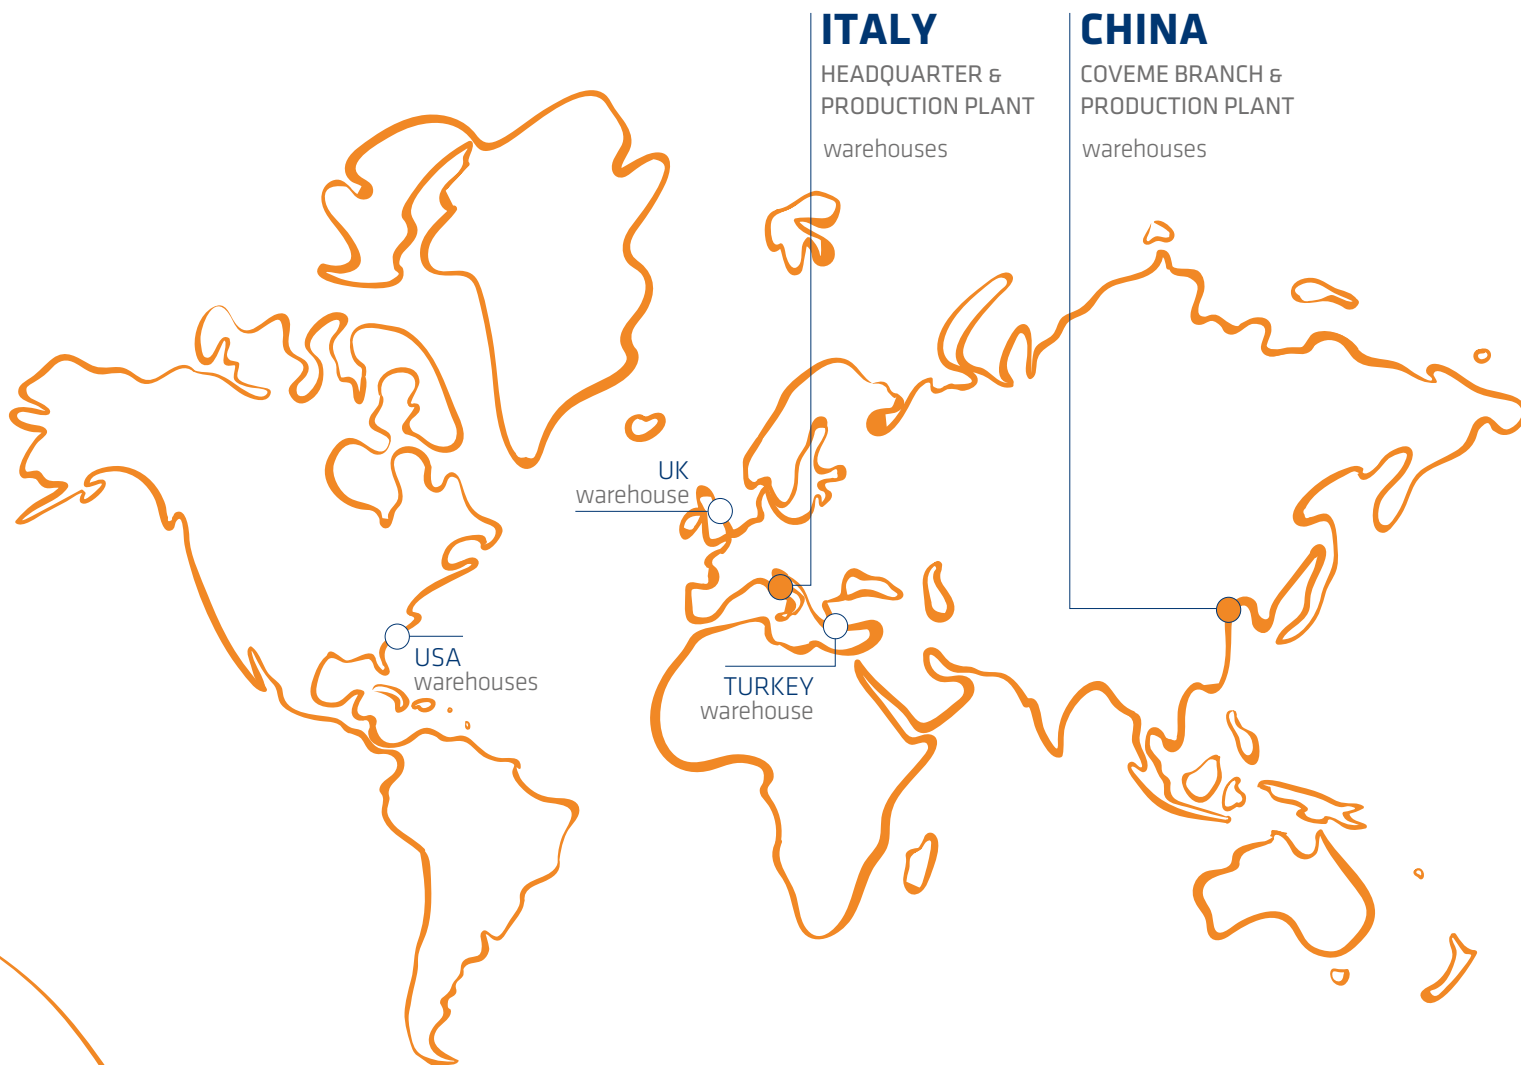 ITALY
HEADQUARTER &
PRODUCTION PLANT
warehouses
CHINA
COVEME BRANCH &
PRODUCTION PLANT
warehouses
UK
warehouse
USA
warehouses
TURKEY
warehouse